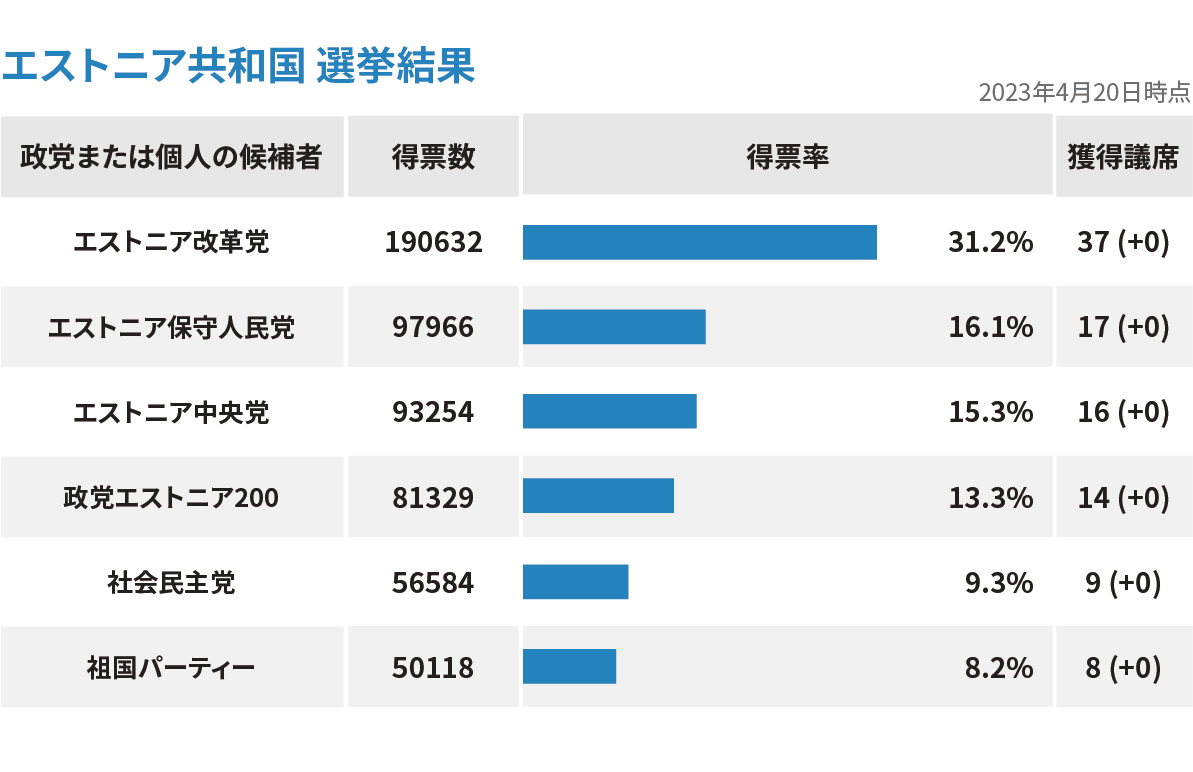 エストニア共和国 選挙結果
2023年4月20日時点
政党または個人の候補者 得票数 得票率 獲得議席
エストニア改革党 190632 31.2% 37 (+0)
エストニア保守人民党 97966 16.1% 17 (+0)
エストニア中央党 93254 15.3% 16 (+0)
政党エストニア200 81329 13.3% 14 (+0)
社会民主党 56584 9.3% 9 (+0)
祖国パーティー 50118 8.2% 8 (+0)